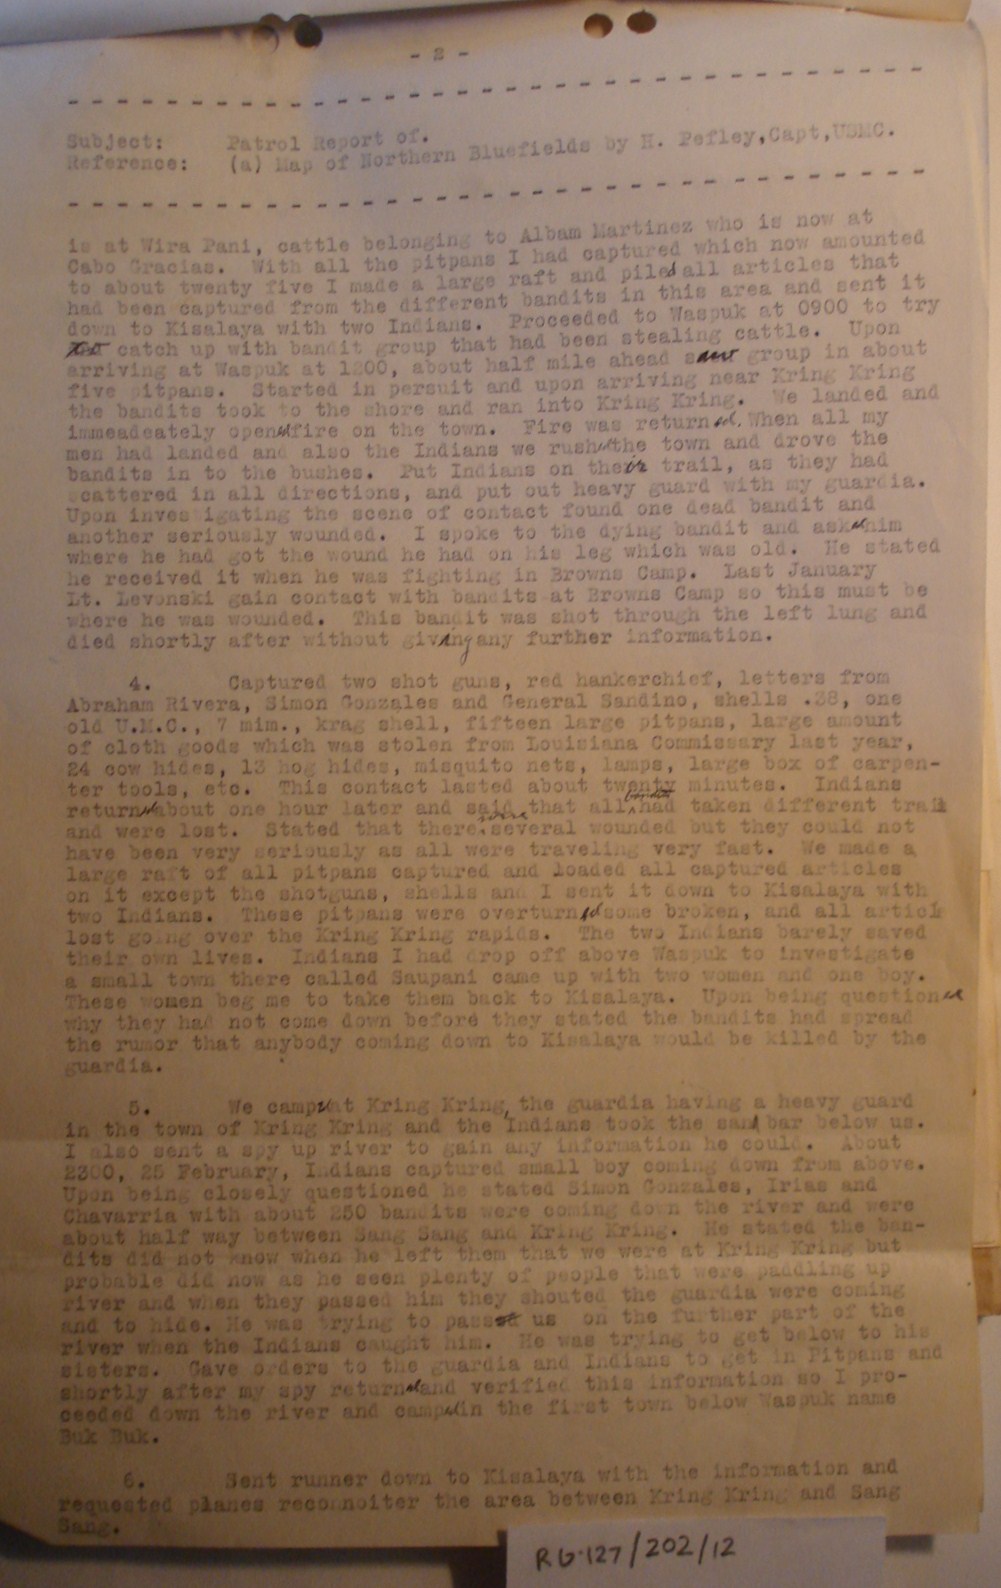 - 2 -
Subject: Patrol Report of.
Reference: (a) Map of Northern Bluefields by H. Pefley,Capt,USMC.
is at Wira Pani, cattle belonging to Albam Martinez who is now at
Cabo Gracias. With all the pitpans I had captured which now amounted
to about twenty five I made a large raft and piled all articles that
had been captured from the different bandits in this area and sent it
down to Kisalaya with two Indians. Proceeded to Waspuk at 0900 to try
catch up with bandit group that had been stealing cattle. Upon
arriving at Waspuk at 1200, about half mile ahead saw group in about
five pitpans. Started in persuit and upon arriving near Kring Kring
the bandits took to the shore and ran into Kring Kring. We landed and
immeadeately opened fire on the town. Fire was returned. When all my
men had landed and also the Indians we rushed the town and drove the
bandits in to the bushes. Put Indians on their trail, as they had
scattered in all directions, and put out heavy guard with my guardia.
Upon investigating the scene of contact found one dead bandit and
another seriously wounded. I spoke to the dying bandit and asked him
where he had got the wound he had on his leg which was old. He stated
he received it when he was fighting in Browns Camp. Last January
Lt. Levonski gain contact with bandits at Browns Camp so this must be
where he was wounded. This bandit was shot through the left lung and
died shortly after without giving any further information.
4. Captured two shot guns, red hankerchief, letters from
Abraham Rivera, Simon Gonzales and General Sandino, shells .38, one
old U.M.C., 7 mim., krag shell, fifteen large pitpans, large amount
of cloth goods which was stolen from Louisiana Commissary last year,
24 cow hides, 13 hog hides, misquito nets, lamps, large box of carpen-
ter tools, etc. This contact lasted about twenty minutes. Indians
returned about one hour later and said that all bandits had taken different trail
and were lost. Stated that there were several wounded but they could not
have been very seriously as all were traveling very fast. We made a
large raft of all pitpans captured and loaded all captured articles
on it except the shotguns, shells and I sent it down to Kisalaya with
two Indians. These pitpans were overturned some broken, and all article
lost going over the Kring Kring rapids. The two Indians barely saved
their own lives. Indians I had drop off above Waspuk to investigate
a small town there called Saupani came up with two women and one boy.
These women beg me to take them back to Kisalaya. Upon being questioned
why they had not come down before they stated the bandits had spread
the rumor that anybody coming down to Kisalaya would be killed by the
guardia.
5. We camped at Kring Kring, the guardia having a heavy guard
in the town of Kring Kring and the Indians took the sand bar below us.
I also sent a spy up river to gain any information he could. About
2300, 25 February, Indians captured small boy coming down from above.
Upon being closely questioned he stated Simon Gonzales, Irias and
Chavarria with about 250 bandits were coming down the river and were
about half way between Sang Sang and Kring Kring. He stated the ban-
dits did not know when he left them that we were at Kring Kring but
probable did now as he seen plenty of people that were paddling up
river and when they passed him they shouted the guardia were coming
and to hide. He was trying to pass us on the further part of the
river when the Indians caught him. He was trying to get below to his
sisters. Gave orders to the guardia and Indians to get in Pitpans and
shortly after my spy returned and verified this information so I pro-
ceeded down the river and camped in the first town below Waspuk name
Buk Buk.
6. Sent runner down to Kisalaya with the information and
requested planes reconnoiter the area between Kring Kring and Sang
Sang.
RG-127/202/12